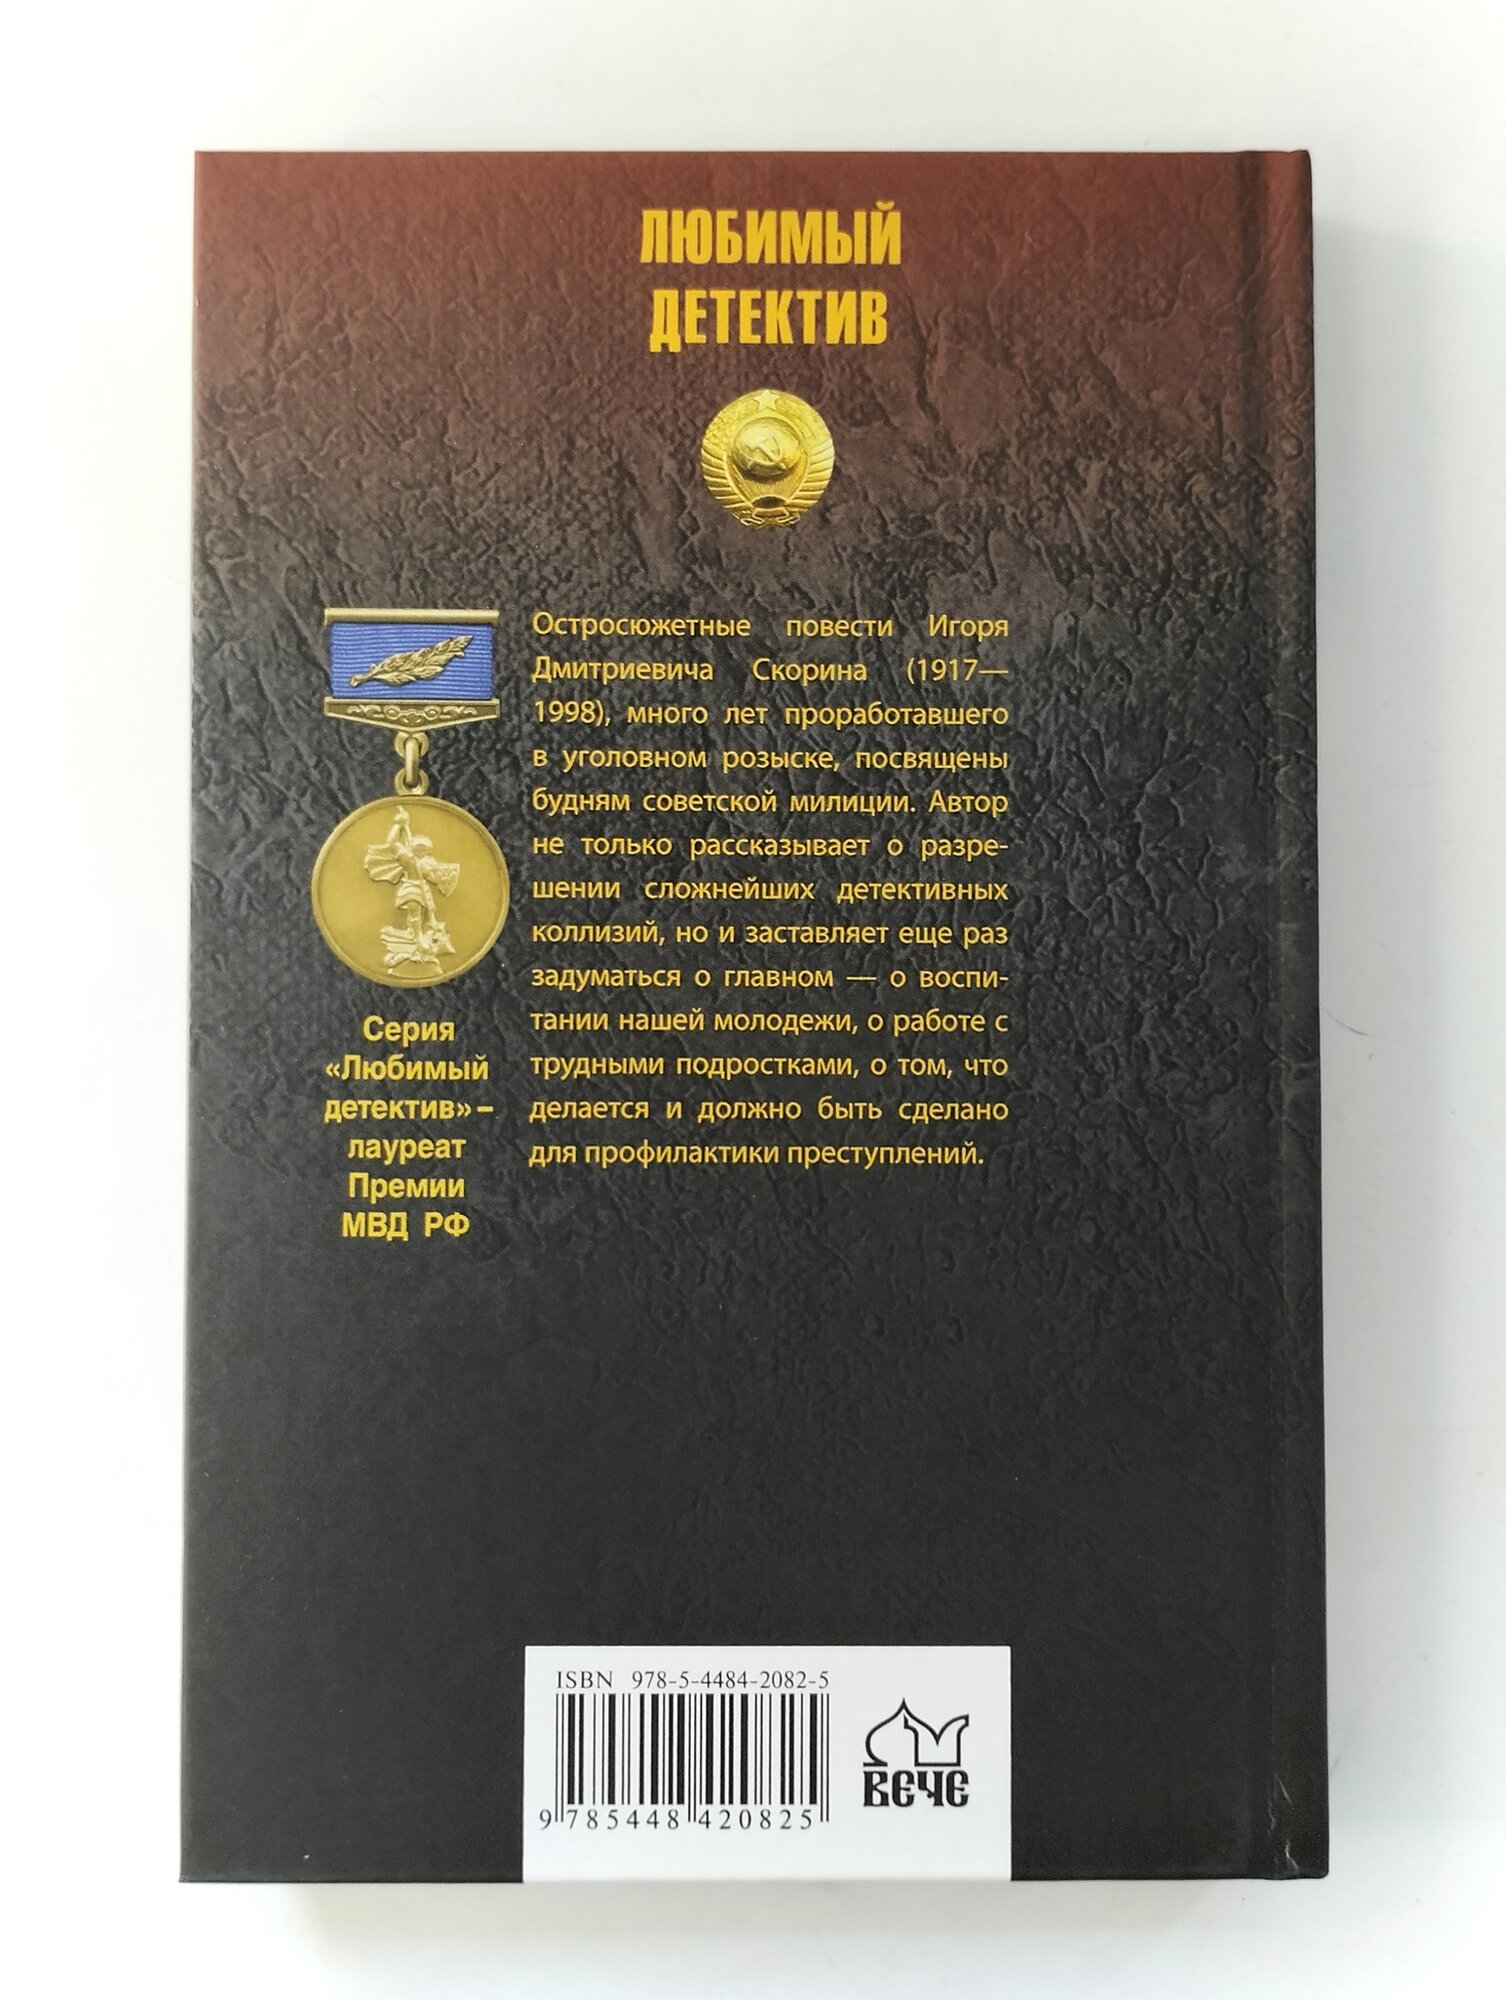 ЛЮБИМЫЙ
ДЕТЕКТИВ
Остросюжетные повести Игоря
Дмитриевича Скорина (1917—
1998), много лет проработавшего
в уголовном розыске, посвящены
будням советской милиции. Автор
не только рассказывает о разре-
шении сложнейших детективных
коллизий, но и заставляет еще раз
задуматься о главном — о воспи-
тании нашей молодежи, о работе с
трудными подростками, о том, что
делается и должно быть сделано
для профилактики преступлений.
Серия
«Любимый
детектив» –
лауреат
Премии
МВД РФ
ISBN 978-5-4484-2082-5
9 785448 420825
ВЕЧЕ